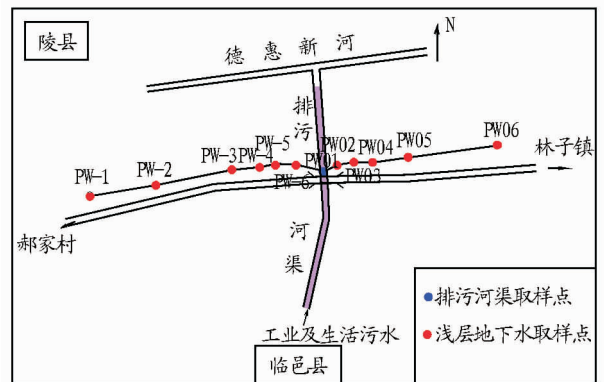 陵县
德惠新河
N
排污
PW-5
PW-3
PW-4
PW01
PW02
PW04
PW05
PW06
林子镇
PW-1
PW-2
PW-6
PW03
郝家村
河渠
排污河渠取样点
浅层地下水取样点
工业及生活污水
临邑县